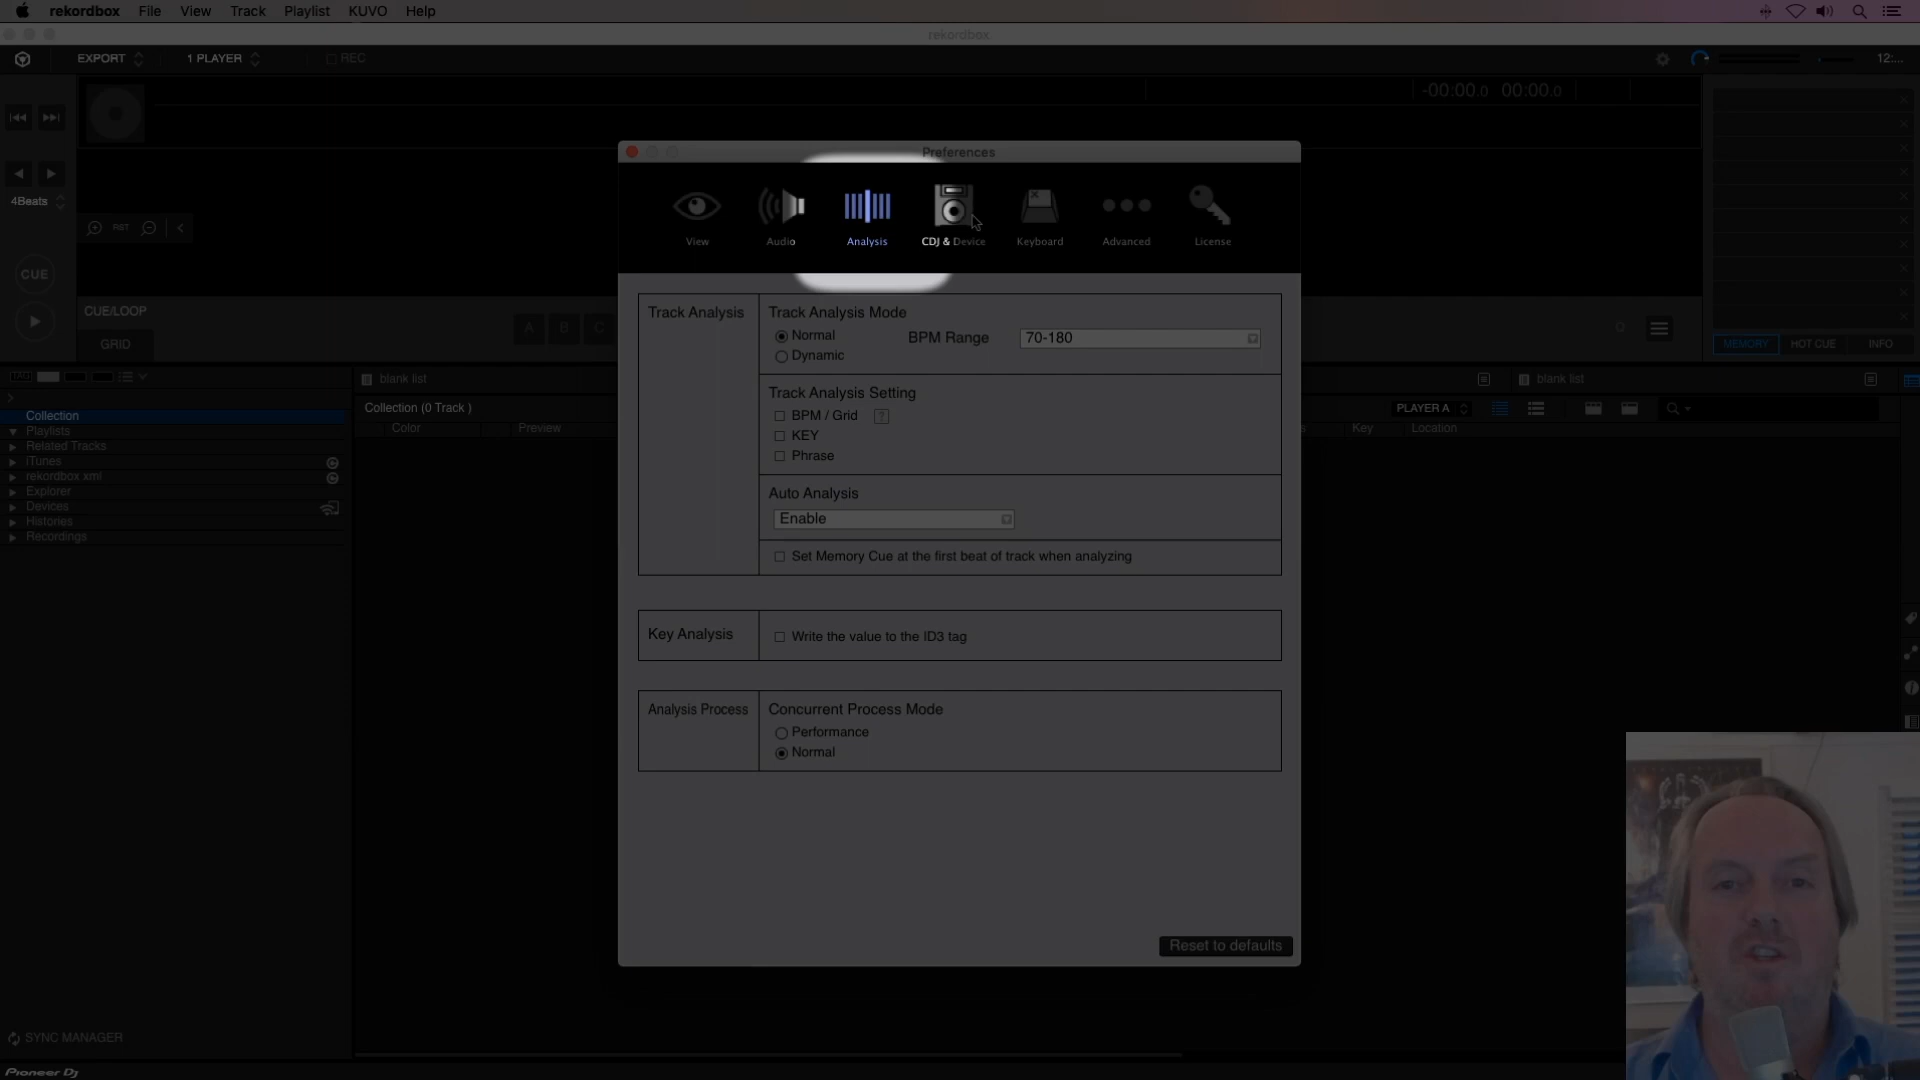 rekordbox File View Track Playlist KUVO Help
rekordbox
EXPORT 1 PLAYER REC 12:...
-00:00.0 00:00.0
4Beats
RST
CUE
CUE/LOOP
GRID
A B C
MEMORY HOT CUE INFO
TAG
blank list
blank list
Collection (0 Track )
PLAYER A
Color Preview
Key Location
Collection
Playlists
Related Tracks
iTunes
rekordbox xml
Explorer
Devices
Histories
Recordings
Preferences
View Audio Analysis CDJ & Device Keyboard Advanced License
Track Analysis
Track Analysis Mode
Normal BPM Range 70-180
Dynamic
Track Analysis Setting
BPM / Grid ?
KEY
Phrase
Auto Analysis
Enable
Set Memory Cue at the first beat of track when analyzing
Key Analysis
Write the value to the ID3 tag
Analysis Process
Concurrent Process Mode
Performance
Normal
Reset to defaults
SYNC MANAGER
Pioneer Dj